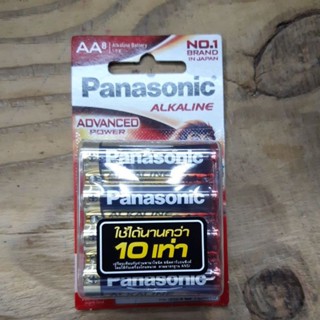 AA 8 Alkaline Battery
NO.1
BRAND
IN JAPAN
Panasonic
ALKALINE
ADVANCED
POWER
Panasonic
ALKALINE
Panasonic
ใช้ได้นานกว่า
10 เท่า